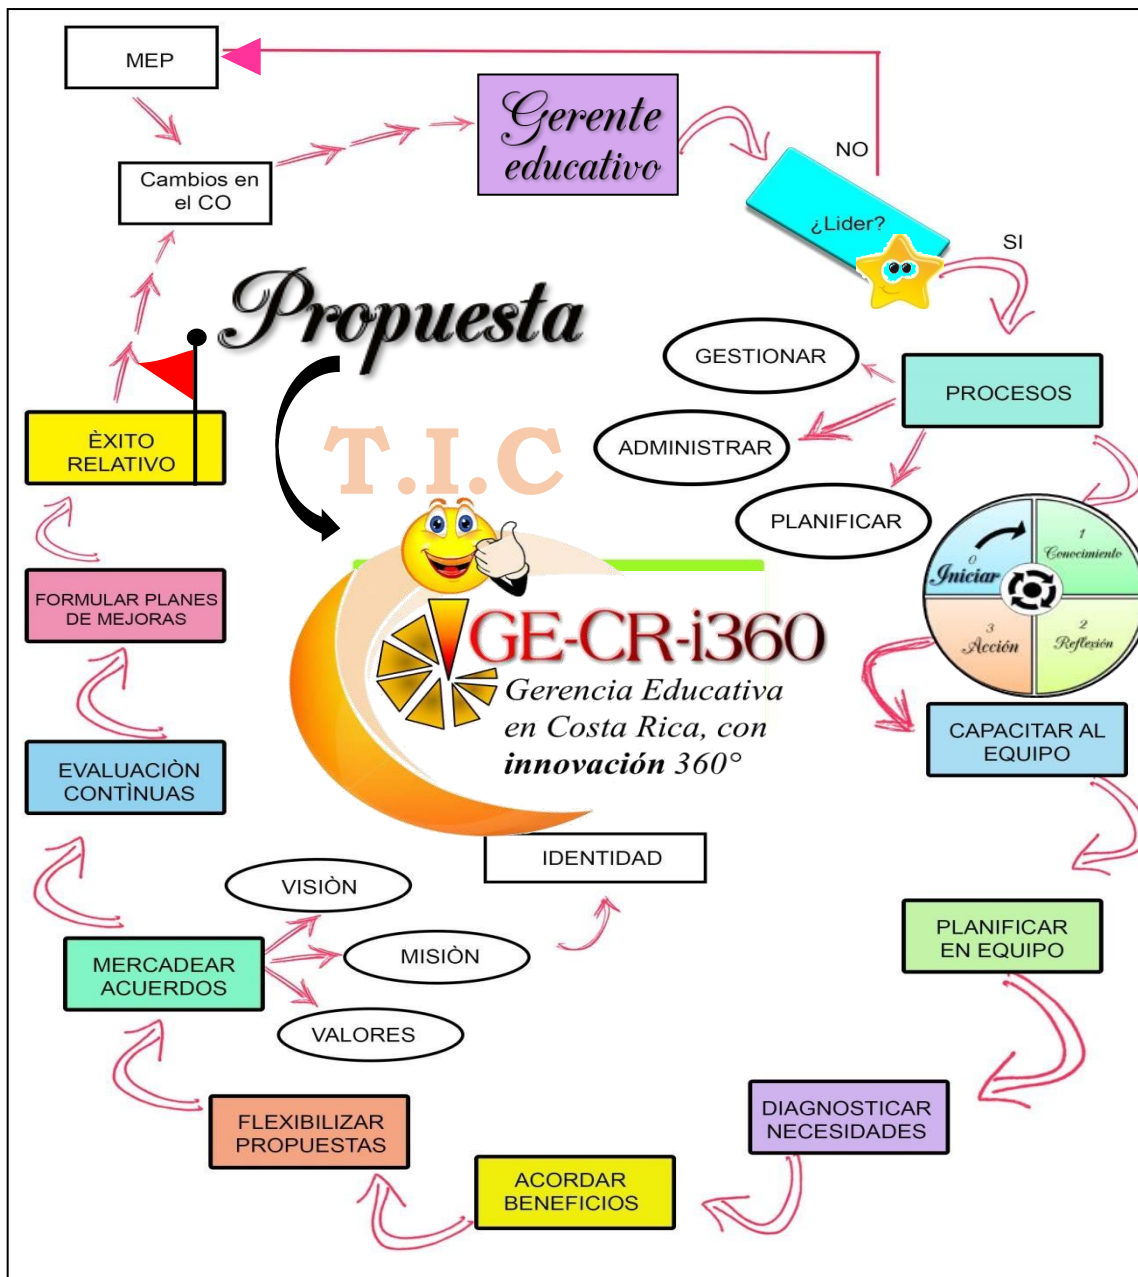 MEP
Gerente
educativo
NO
Cambios en
el CO
¿Lider?
SI
Propuesta
GESTIONAR
PROCESOS
ADMINISTRAR
PLANIFICAR
T.I.C
ÈXITO
RELATIVO
0
Iniciar
1
Conocimiento
2
Reflexión
3
Acción
FORMULAR PLANES
DE MEJORAS
GE-CR-i360
Gerencia Educativa
en Costa Rica, con
innovación 360°
CAPACITAR AL
EQUIPO
EVALUACIÒN
CONTÌNUAS
IDENTIDAD
VISIÒN
MISIÒN
VALORES
MERCADEAR
ACUERDOS
PLANIFICAR
EN EQUIPO
DIAGNOSTICAR
NECESIDADES
FLEXIBILIZAR
PROPUESTAS
ACORDAR
BENEFICIOS